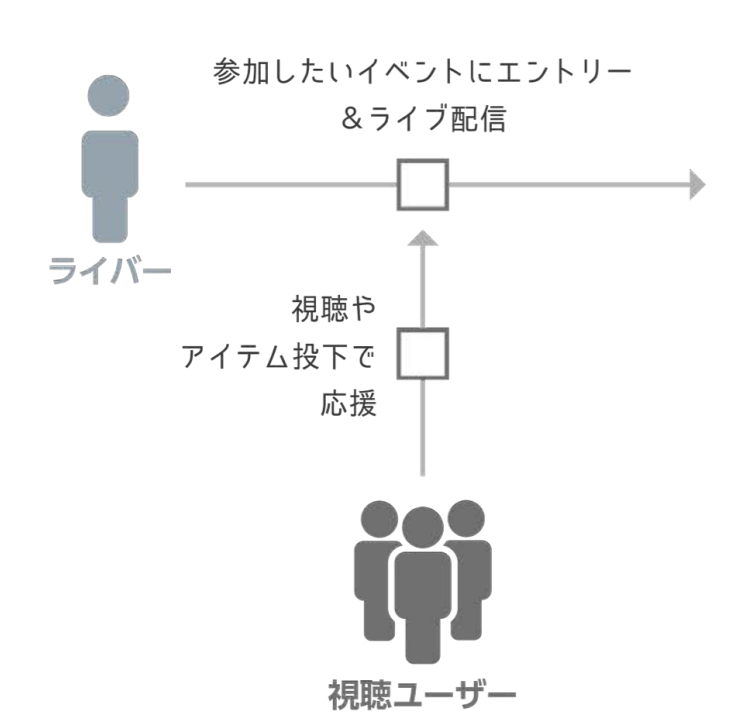 参加したいイベントにエントリー
&ライブ配信
ライバー
視聴や
アイテム投下で
応援
視聴ユーザー